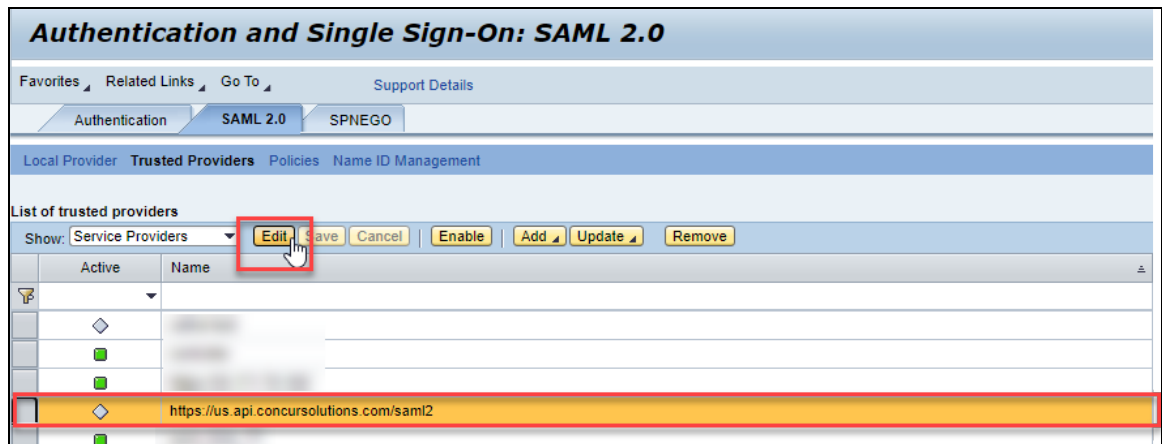 Authentication and Single Sign-On: SAML 2.0
Favorites Related Links Go To Support Details
Authentication SAML 2.0 SPNEGO
Local Provider Trusted Providers Policies Name ID Management
List of trusted providers
Show: Service Providers Edit Save Cancel Enable Add Update Remove
Active Name
https://us.api.concursolutions.com/saml2